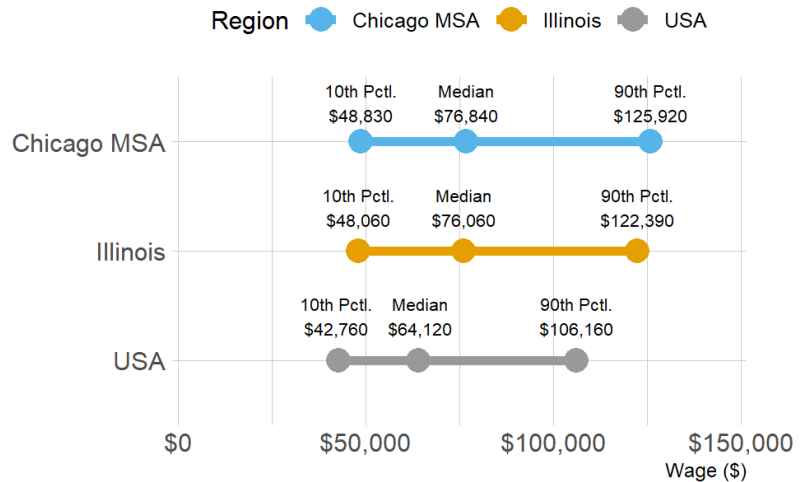 Region Chicago MSA Illinois USA
10th Pctl. Median 90th Pctl.
$48,830 $76,840 $125,920
Chicago MSA
10th Pctl. Median 90th Pctl.
$48,060 $76,060 $122,390
Illinois
10th Pctl. Median 90th Pctl.
$42,760 $64,120 $106,160
USA
$0 $50,000 $100,000 $150,000
Wage ($)